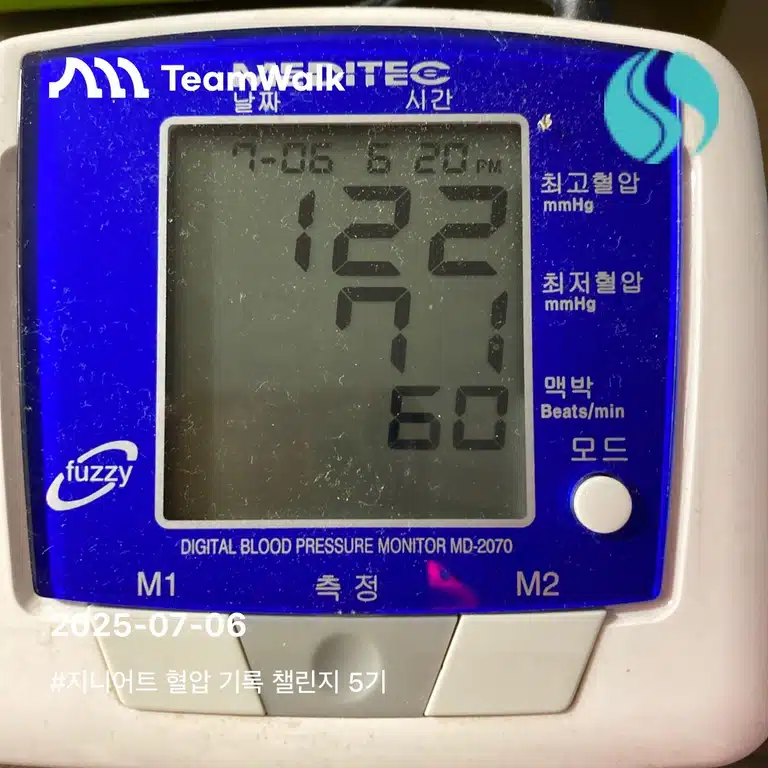 TeamWalk
MEDITEC
날짜 시간
7-06 6 20 PM
122
최고혈압
mmHg
71
최저혈압
mmHg
60
맥박
Beats/min
모드
fuzzy
DIGITAL BLOOD PRESSURE MONITOR MD-2070
M1 측정 M2
2025-07-06
#지니어트 혈압 기록 챌린지 5기